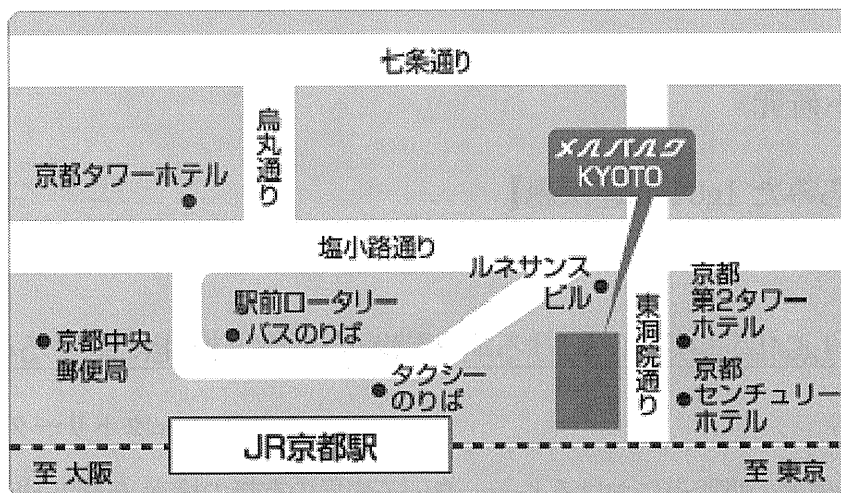 七条通り
烏丸通り
メルパルク
KYOTO
京都タワーホテル
塩小路通り
ルネサンス
ビル
京都
第2タワー
ホテル
駅前ロータリー
バスのりば
東洞院通り
京都中央
郵便局
タクシー
のりば
京都
センチュリー
ホテル
JR京都駅
至 大阪
至 東京